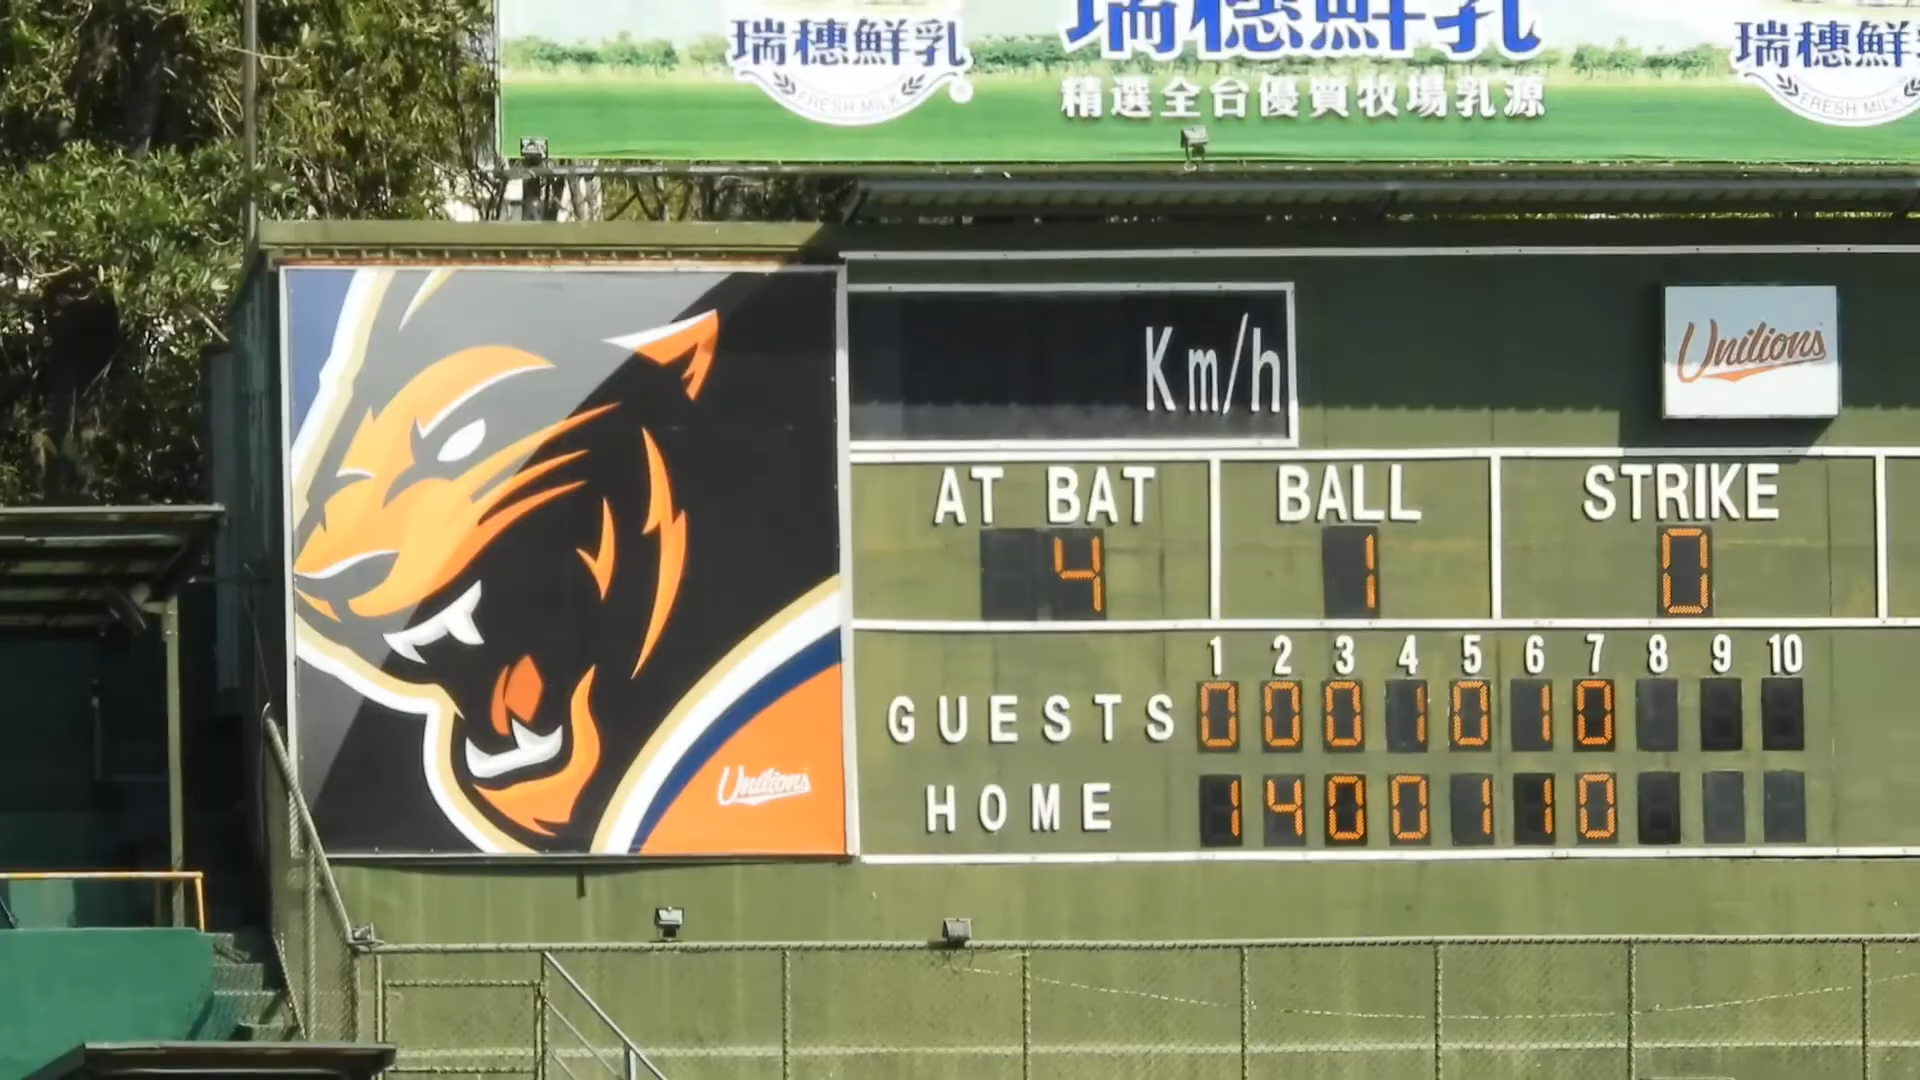 瑞穗鮮乳
FRESH MILK
®
瑞穗鮮乳
精選全台優質牧場乳源
瑞穗鮮
FRESH MILK
Km/h
Unilions
AT BAT BALL STRIKE
4 1 0
1 2 3 4 5 6 7 8 9 10
GUESTS 0 0 0 1 0 1 0
HOME 1 4 0 0 1 1 0
Unilions